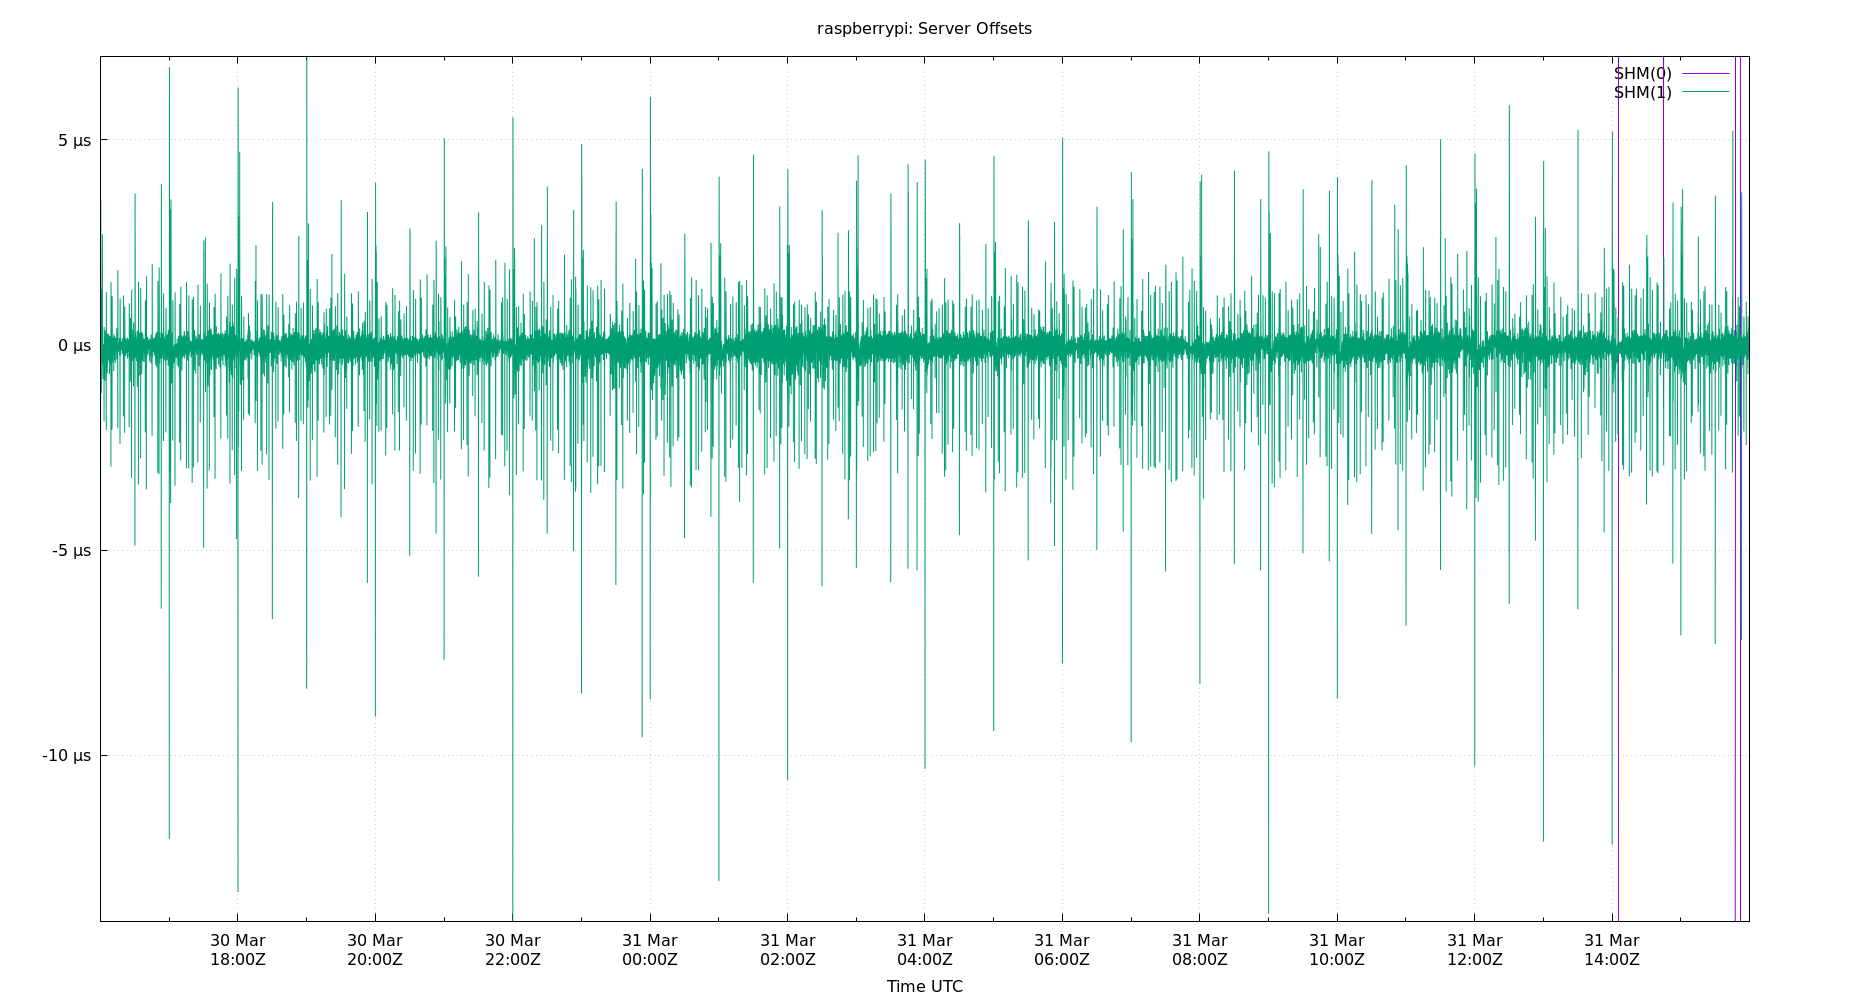 raspberrypi: Server Offsets
SHM(0)
SHM(1)
5 µs
0 µs
-5 µs
-10 µs
30 Mar 30 Mar 30 Mar 31 Mar 31 Mar 31 Mar 31 Mar 31 Mar 31 Mar 31 Mar 31 Mar
18:00Z 20:00Z 22:00Z 00:00Z 02:00Z 04:00Z 06:00Z 08:00Z 10:00Z 12:00Z 14:00Z
Time UTC